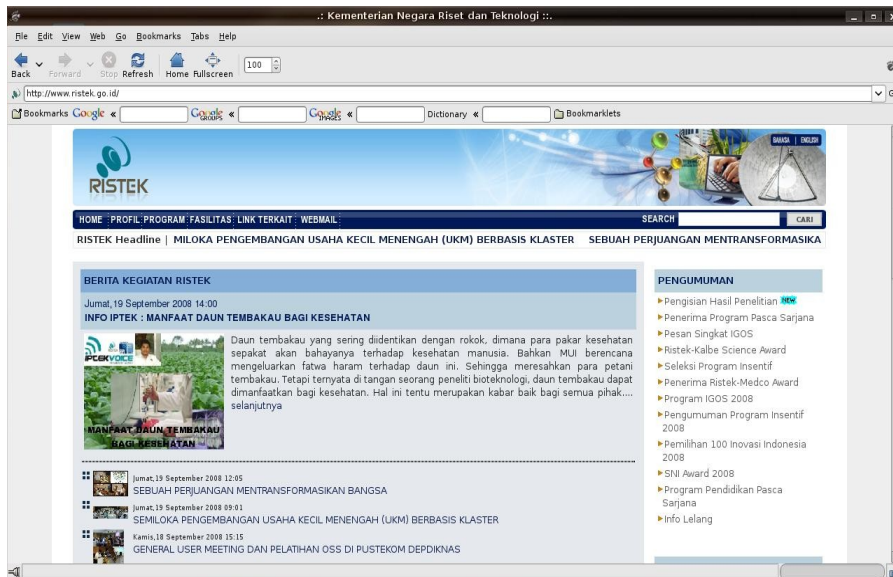 .: Kementerian Negara Riset dan Teknologi ::.
File Edit View Web Go Bookmarks Tabs Help
Back Forward Stop Refresh Home Fullscreen 100
http://www.ristek.go.id/
Bookmarks Google « Google GROUPS « Google IMAGES « Dictionary « Bookmarklets
BAHASA | ENGLISH
RISTEK
HOME PROFIL PROGRAM FASILITAS LINK TERKAIT WEBMAIL SEARCH CARI
RISTEK Headline | MILOKA PENGEMBANGAN USAHA KECIL MENENGAH (UKM) BERBASIS KLASTER SEBUAH PERJUANGAN MENTRANSFORMASIKA
BERITA KEGIATAN RISTEK
Jumat,19 September 2008 14:00
INFO IPTEK : MANFAAT DAUN TEMBAKAU BAGI KESEHATAN
IPTEKVOICE
MANFAAT DAUN TEMBAKAU
BAGI KESEHATAN
Daun tembakau yang sering diidentikan dengan rokok, dimana para pakar kesehatan
sepakat akan bahayanya terhadap kesehatan manusia. Bahkan MUI berencana
mengeluarkan fatwa haram terhadap daun ini. Sehingga meresahkan para petani
tembakau. Tetapi ternyata di tangan seorang peneliti bioteknologi, daun tembakau dapat
dimanfaatkan bagi kesehatan. Hal ini tentu merupakan kabar baik bagi semua pihak....
selanjutnya
Jumat,19 September 2008 12:05
SEBUAH PERJUANGAN MENTRANSFORMASIKAN BANGSA
Jumat,19 September 2008 09:01
SEMILOKA PENGEMBANGAN USAHA KECIL MENENGAH (UKM) BERBASIS KLASTER
Kamis,18 September 2008 15:15
GENERAL USER MEETING DAN PELATIHAN OSS DI PUSTEKOM DEPDIKNAS
PENGUMUMAN
Pengisian Hasil Penelitian NEW
Penerima Program Pasca Sarjana
Pesan Singkat IGOS
Ristek-Kalbe Science Award
Seleksi Program Insentif
Penerima Ristek-Medco Award
Program IGOS 2008
Pengumuman Program Insentif
2008
Pemilihan 100 Inovasi Indonesia
2008
SNI Award 2008
Program Pendidikan Pasca
Sarjana
Info Lelang